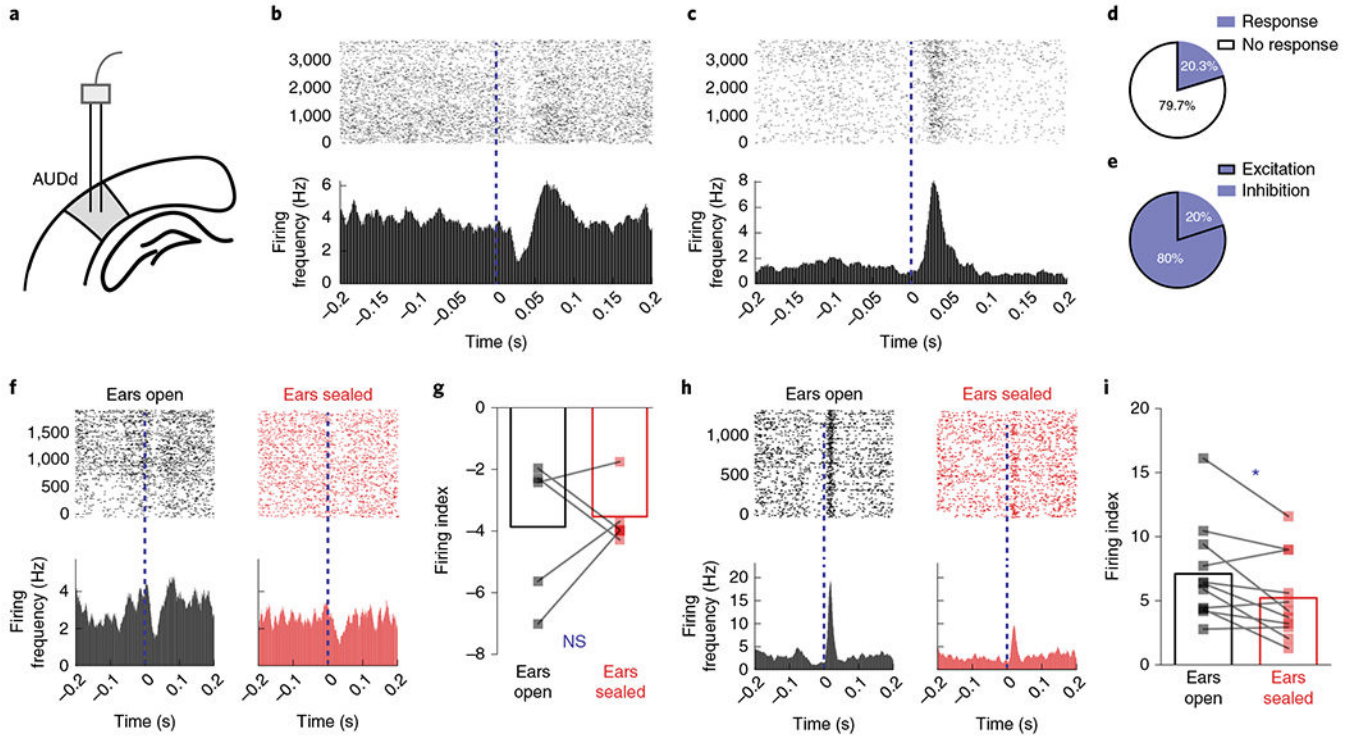 a
AUDd
b
3,000
2,000
1,000
0
Firing
frequency (Hz)
6
4
2
0
–0.2
–0.15
–0.1
–0.05
0
0.05
0.1
0.15
0.2
Time (s)
c
3,000
2,000
1,000
0
Firing
frequency (Hz)
8
6
4
2
0
–0.2
–0.15
–0.1
–0.05
0
0.05
0.1
0.15
0.2
Time (s)
d
Response
No response
20.3%
79.7%
e
Excitation
Inhibition
20%
80%
f
Ears open
Ears sealed
1,500
1,000
500
0
Firing
frequency (Hz)
4
2
0
–0.2
–0.1
0
0.1
0.2
Time (s)
–0.2
–0.1
0
0.1
0.2
Time (s)
g
Firing index
0
–2
–4
–6
–8
NS
Ears
open
Ears
sealed
h
Ears open
Ears sealed
1,000
500
0
Firing
frequency (Hz)
20
15
10
5
0
–0.2
–0.1
0
0.1
0.2
Time (s)
–0.2
–0.1
0
0.1
0.2
Time (s)
i
Firing index
20
15
10
5
0
*
Ears
open
Ears
sealed